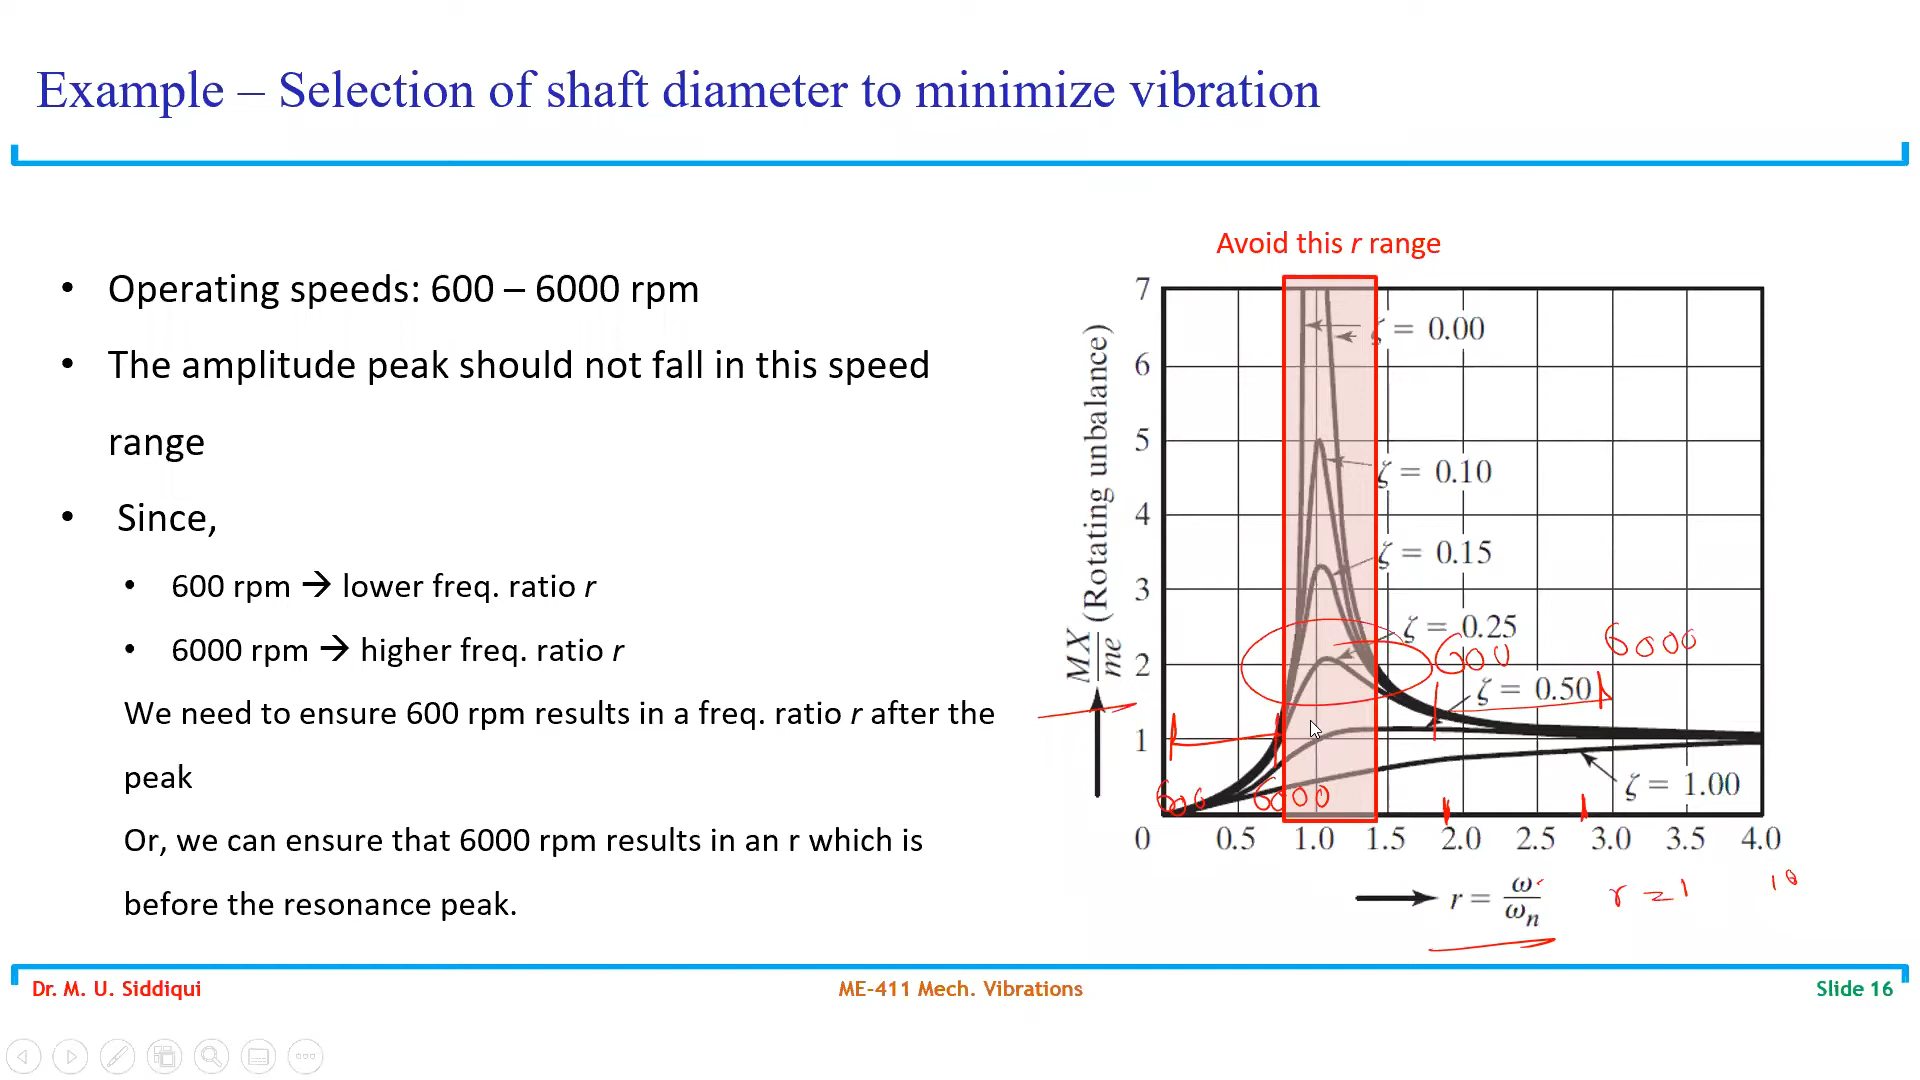 Example – Selection of shaft diameter to minimize vibration
• Operating speeds: 600 – 6000 rpm
• The amplitude peak should not fall in this speed
range
• Since,
• 600 rpm → lower freq. ratio r
• 6000 rpm → higher freq. ratio r
We need to ensure 600 rpm results in a freq. ratio r after the
peak
Or, we can ensure that 6000 rpm results in an r which is
before the resonance peak.
Avoid this r range
MX/me (Rotating unbalance)
7
6
5
4
3
2
1
0
ζ = 0.00
ζ = 0.10
ζ = 0.15
ζ = 0.25
ζ = 0.50
ζ = 1.00
600
6000
600
6000
0.5 1.0 1.5 2.0 2.5 3.0 3.5 4.0
r = ω/ωn
r = 1
Dr. M. U. Siddiqui
ME-411 Mech. Vibrations
Slide 16